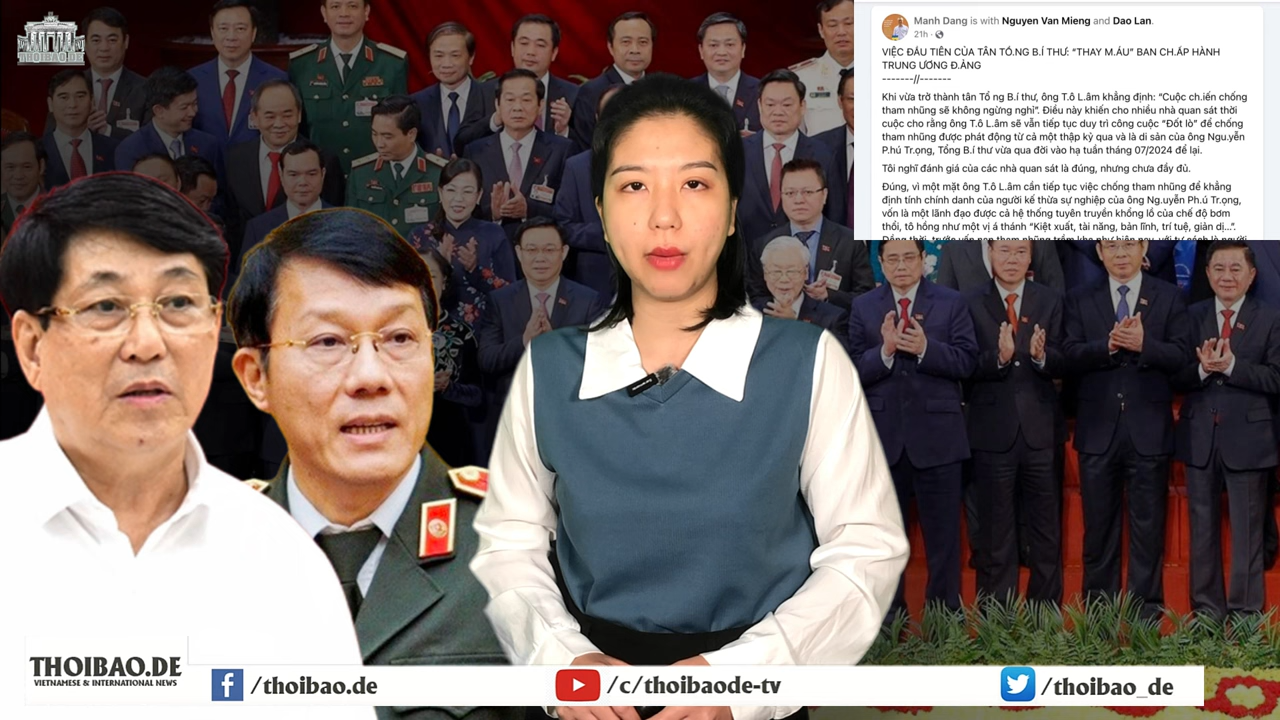 THOIBAO.DE
Manh Dang is with Nguyen Van Mieng and Dao Lan.
21h ·
VIỆC ĐẦU TIÊN CỦA TÂN TỔ.NG B.Í THƯ: “THAY M.ÁU” BAN CH.ẤP HÀNH
TRUNG ƯƠNG Đ.ẢNG
-------//-------
Khi vừa trở thành tân Tổ ng B.í thư, ông T.ô L.âm khẳng định: “Cuộc ch.iến chống
tham nhũng sẽ không ngừng nghỉ”. Điều này khiến cho nhiều nhà quan sát thời
cuộc cho rằng ông T.ô L.âm sẽ vẫn tiếp tục duy trì công cuộc “Đốt lò” để chống
tham nhũng được phát động từ cả một thập kỷ qua và là di sản của ông Ngu.yễn
P.hú Tr.ọng, Tổng B.í thư vừa qua đời vào hạ tuần tháng 07/2024 để lại.
Tôi nghĩ đánh giá của các nhà quan sát là đúng, nhưng chưa đầy đủ.
Đúng, vì một mặt ông T.ô L.âm cần tiếp tục việc chống tham nhũng để khẳng
định tính chính danh của người kế thừa sự nghiệp của ông Ng.uyễn Ph.ú Tr.ọng,
vốn là một lãnh đạo được cả hệ thống tuyên truyền khổng lồ của chế độ bơm
thổi, tô hồng như một vị á thánh “Kiệt xuất, tài năng, bản lĩnh, trí tuệ, giản dị...”.
THOIBAO.DE
VIETNAMESE & INTERNATIONAL NEWS
/thoibao.de
/c/thoibaode-tv
/thoibao_de